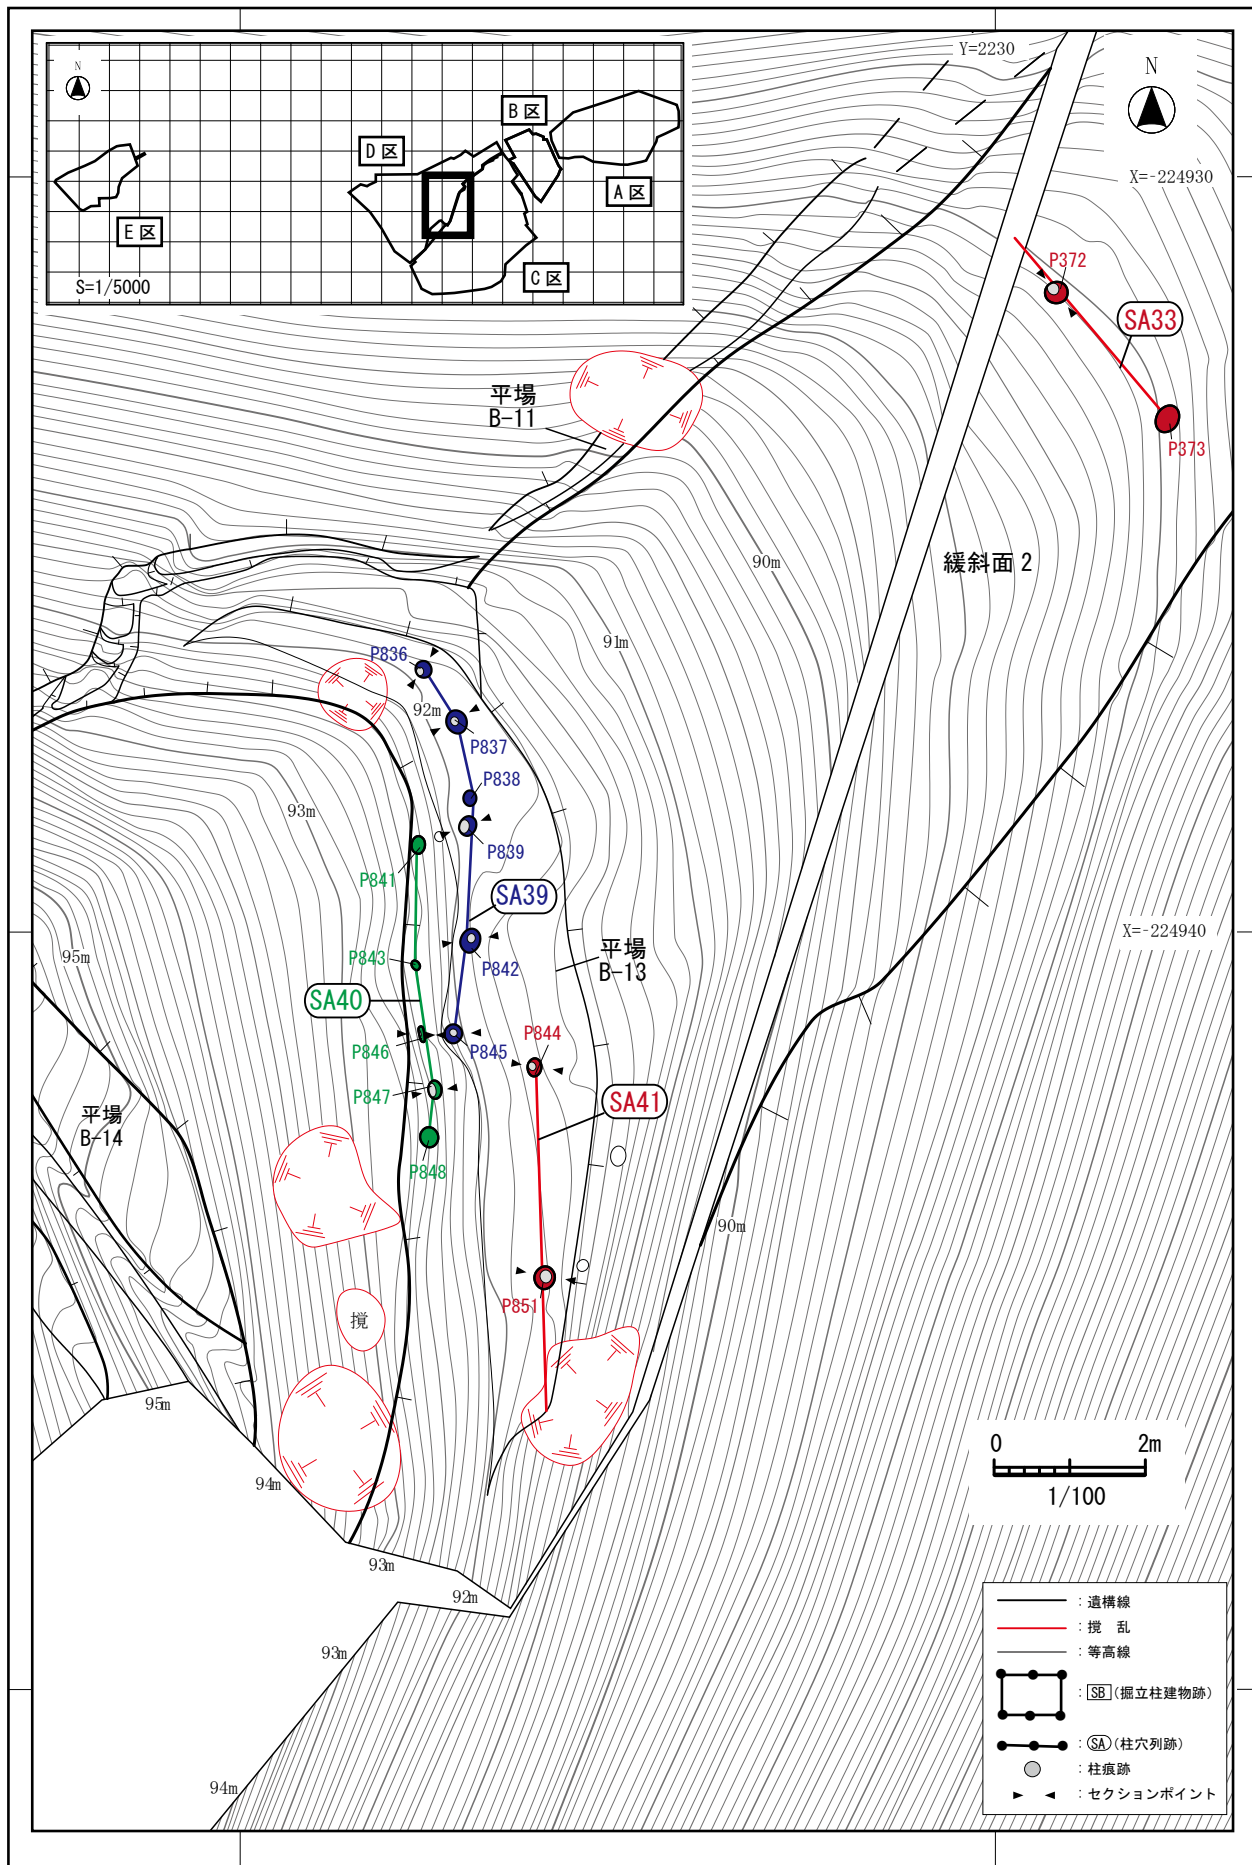 N
B区
D区
A区
E区
C区
S=1/5000
Y=2230
N
X=-224930
P372
SA33
P373
平場
B-11
緩斜面2
90m
91m
P836
92m
P837
P838
93m
P839
P841
SA39
X=-224940
95m
P843
P842
平場
B-13
SA40
P844
P846
P845
P847
SA41
平場
B-14
P848
90m
P851
撹
95m
0 2m
1/100
94m
93m
92m
93m
94m
：遺構線
：撹　乱
：等高線
：SB(掘立柱建物跡)
：SA(柱穴列跡)
：柱痕跡
：セクションポイント